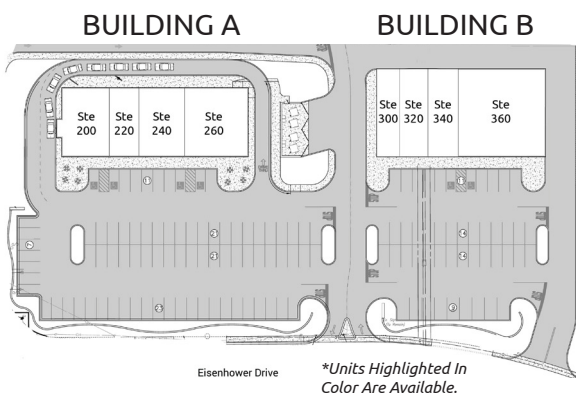 BUILDING A
BUILDING B
Ste
200
Ste
220
Ste
240
Ste
260
Ste
300
Ste
320
Ste
340
Ste
360
11
Eisenhower Drive
*Units Highlighted In
Color Are Available.